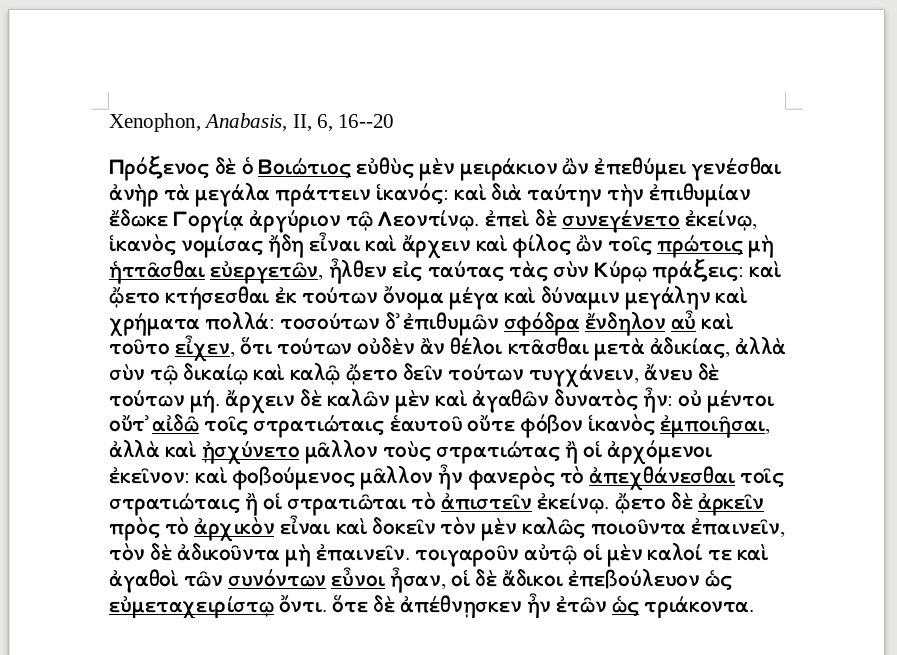 Xenophon, Anabasis, II, 6, 16--20
Πρόξενος δὲ ὁ Βοιώτιος εὐθὺς μὲν μειράκιον ὢν ἐπεθύμει γενέσθαι
ἀνὴρ τὰ μεγάλα πράττειν ἱκανός: καὶ διὰ ταύτην τὴν ἐπιθυμίαν
ἔδωκε Γοργίᾳ ἀργύριον τῷ Λεοντίνῳ. ἐπεὶ δὲ συνεγένετο ἐκείνῳ,
ἱκανὸς νομίσας ἤδη εἶναι καὶ ἄρχειν καὶ φίλος ὢν τοῖς πρώτοις μὴ
ἡττᾶσθαι εὐεργετῶν, ἦλθεν εἰς ταύτας τὰς σὺν Κύρῳ πράξεις: καὶ
ᾤετο κτήσεσθαι ἐκ τούτων ὄνομα μέγα καὶ δύναμιν μεγάλην καὶ
χρήματα πολλά: τοσούτων δ᾽ ἐπιθυμῶν σφόδρα ἔνδηλον αὖ καὶ
τοῦτο εἶχεν, ὅτι τούτων οὐδὲν ἂν θέλοι κτᾶσθαι μετὰ ἀδικίας, ἀλλὰ
σὺν τῷ δικαίῳ καὶ καλῷ ᾤετο δεῖν τούτων τυγχάνειν, ἄνευ δὲ
τούτων μή. ἄρχειν δὲ καλῶν μὲν καὶ ἀγαθῶν δυνατὸς ἦν: οὐ μέντοι
οὔτ᾽ αἰδῶ τοῖς στρατιώταις ἑαυτοῦ οὔτε φόβον ἱκανὸς ἐμποιῆσαι,
ἀλλὰ καὶ ᾐσχύνετο μᾶλλον τοὺς στρατιώτας ἢ οἱ ἀρχόμενοι
ἐκεῖνον: καὶ φοβούμενος μᾶλλον ἦν φανερὸς τὸ ἀπεχθάνεσθαι τοῖς
στρατιώταις ἢ οἱ στρατιῶται τὸ ἀπιστεῖν ἐκείνῳ. ᾤετο δὲ ἀρκεῖν
πρὸς τὸ ἀρχικὸν εἶναι καὶ δοκεῖν τὸν μὲν καλῶς ποιοῦντα ἐπαινεῖν,
τὸν δὲ ἀδικοῦντα μὴ ἐπαινεῖν. τοιγαροῦν αὐτῷ οἱ μὲν καλοί τε καὶ
ἀγαθοὶ τῶν συνόντων εὖνοι ἦσαν, οἱ δὲ ἄδικοι ἐπεβούλευον ὡς
εὐμεταχειρίστῳ ὄντι. ὅτε δὲ ἀπέθνῃσκεν ἦν ἐτῶν ὡς τριάκοντα.